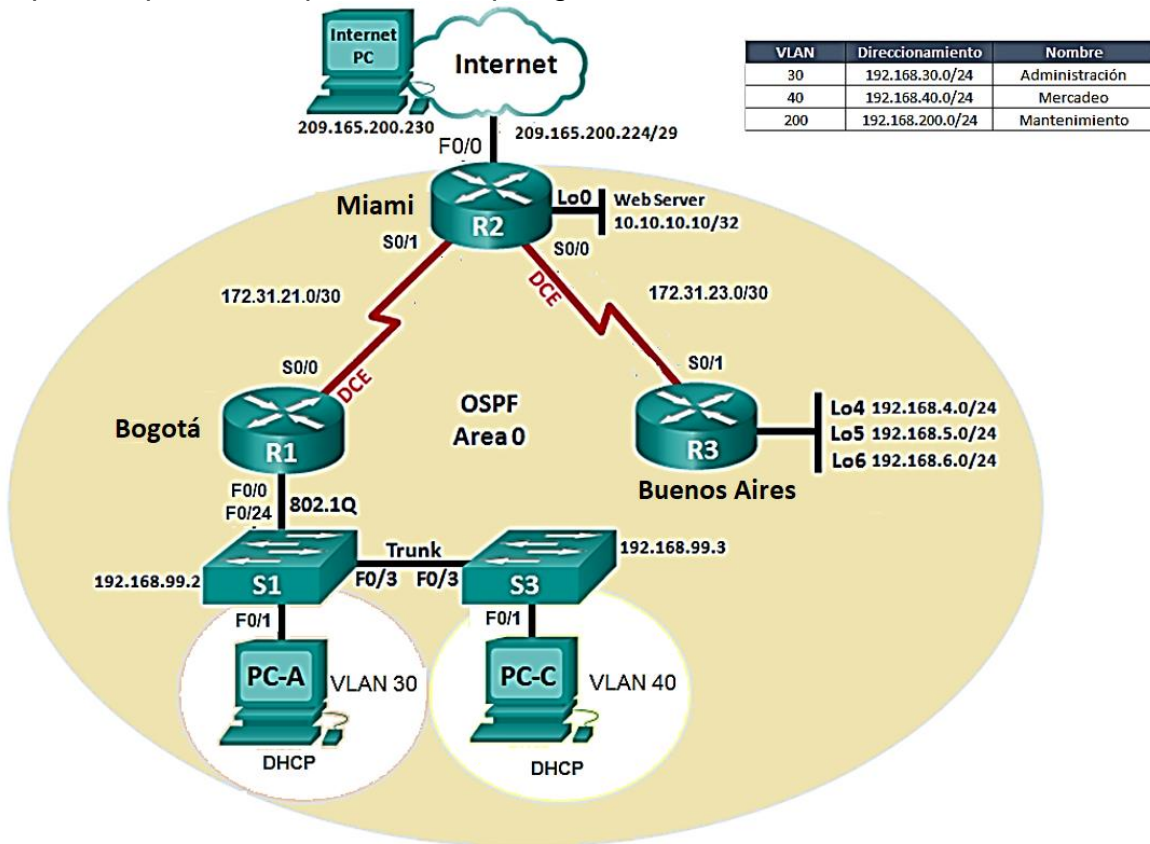 Internet
PC
Internet
209.165.200.230
209.165.200.224/29
F0/0
VLAN Direccionamiento Nombre
30 192.168.30.0/24 Administración
40 192.168.40.0/24 Mercadeo
200 192.168.200.0/24 Mantenimiento
Miami
R2
Lo0
Web Server
10.10.10.10/32
S0/1
S0/0
DCE
172.31.21.0/30
172.31.23.0/30
S0/0
DCE
S0/1
OSPF
Area 0
Bogotá
R1
R3
Buenos Aires
Lo4 192.168.4.0/24
Lo5 192.168.5.0/24
Lo6 192.168.6.0/24
F0/0
F0/24
802.1Q
Trunk
192.168.99.3
192.168.99.2
S1
F0/3
F0/3
S3
F0/1
F0/1
PC-A
VLAN 30
DHCP
PC-C
VLAN 40
DHCP